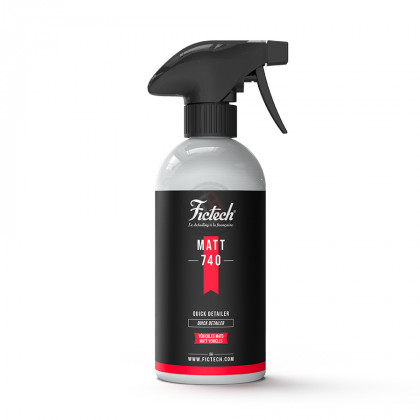 Fictech®
Le detailing à la française
MATT
740
QUICK DETAILER
QUICK DETAILER
VÉHICULES MATS
MATT VEHICLES
WWW.FICTECH.COM